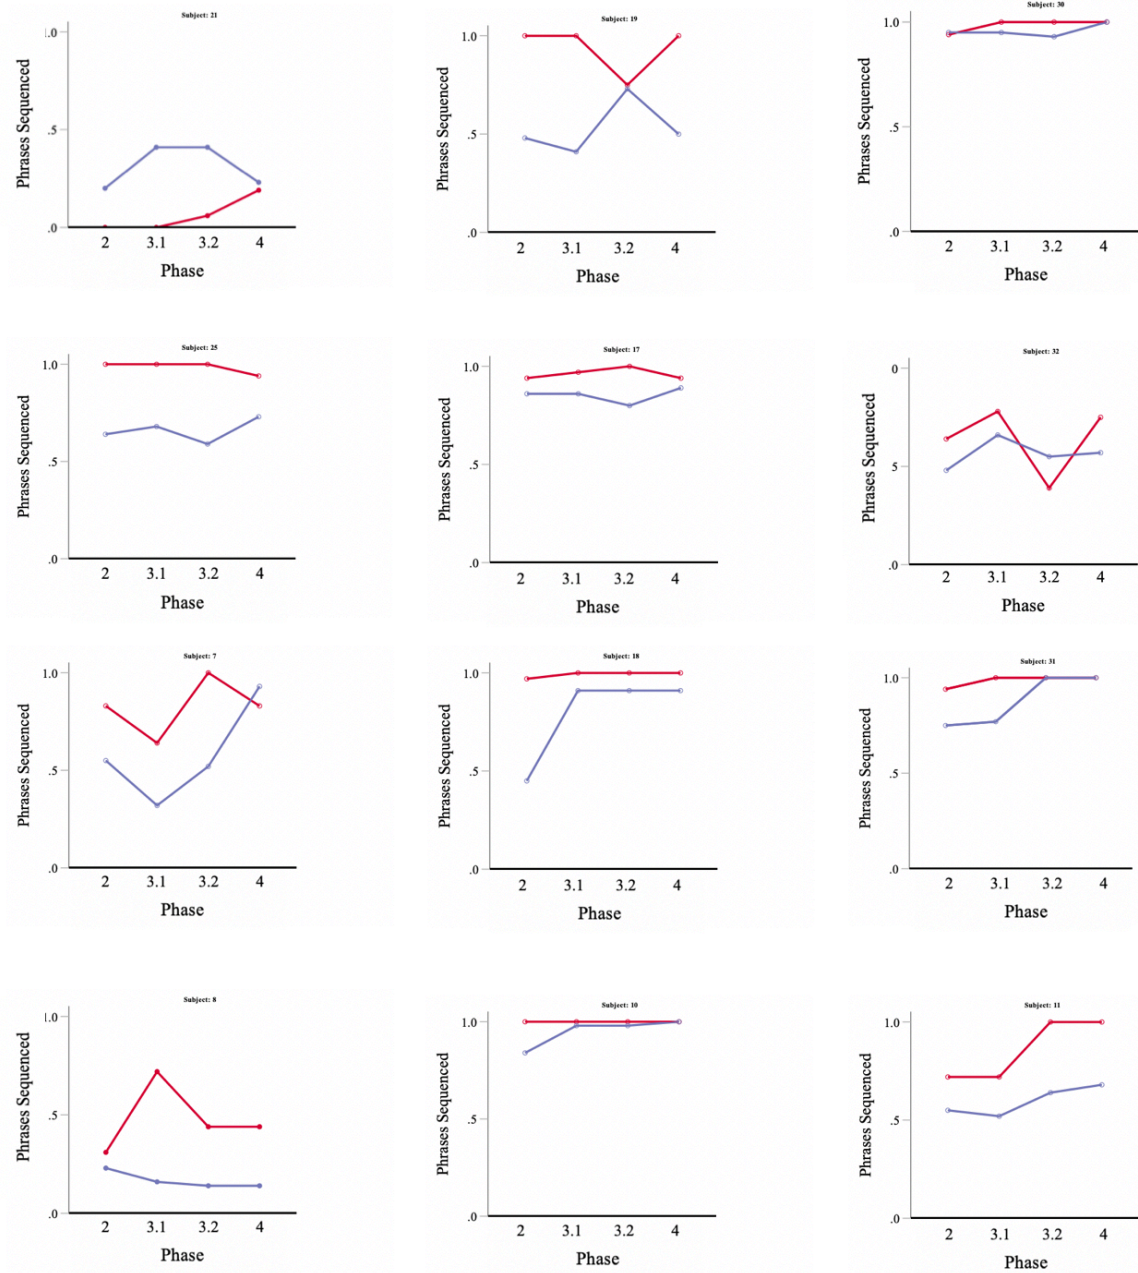 Subject: 21
1.0
.5
.0
Phrases Sequenced
2 3.1 3.2 4
Phase
Subject: 19
1.0
.5
.0
Phrases Sequenced
2 3.1 3.2 4
Phase
Subject: 30
1.0
.5
.0
Phrases Sequenced
2 3.1 3.2 4
Phase
Subject: 25
1.0
.5
.0
Phrases Sequenced
2 3.1 3.2 4
Phase
Subject: 17
1.0
.5
.0
Phrases Sequenced
2 3.1 3.2 4
Phase
Subject: 32
0
5
.0
Phrases Sequenced
2 3.1 3.2 4
Phase
Subject: 7
1.0
.5
.0
Phrases Sequenced
2 3.1 3.2 4
Phase
Subject: 18
1.0
.5
.0
Phrases Sequenced
2 3.1 3.2 4
Phase
Subject: 31
1.0
.5
.0
Phrases Sequenced
2 3.1 3.2 4
Phase
Subject: 8
1.0
.5
.0
Phrases Sequenced
2 3.1 3.2 4
Phase
Subject: 10
1.0
.5
.0
Phrases Sequenced
2 3.1 3.2 4
Phase
Subject: 11
1.0
.5
.0
Phrases Sequenced
2 3.1 3.2 4
Phase